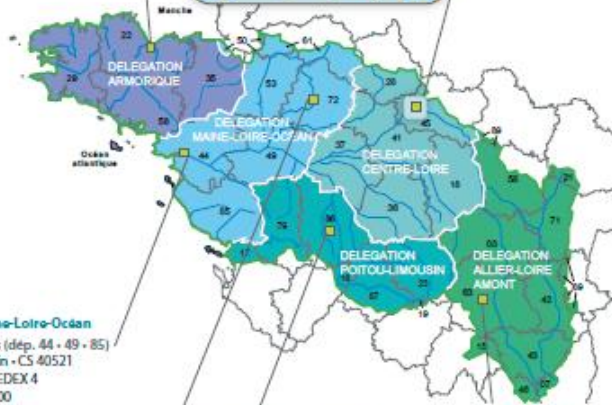 Manche
50
61
22
DELEGATION
ARMORIQUE
29
35
56
53
72
28
45
DELEGATION
MAINE-LOIRE-OCEAN
41
37
89
Océan
atlantique
44
49
DELEGATION
CENTRE-LOIRE
18
36
58
21
71
85
79
86
17
DELEGATION
POITOU-LIMOUSIN
16
87
23
19
03
DELEGATION
ALLIER-LOIRE
AMONT
63
42
69
15
43
48
07
e-Loire-Océan
(dép. 44 • 49 • 85)
n • CS 40521
EDEX 4
00